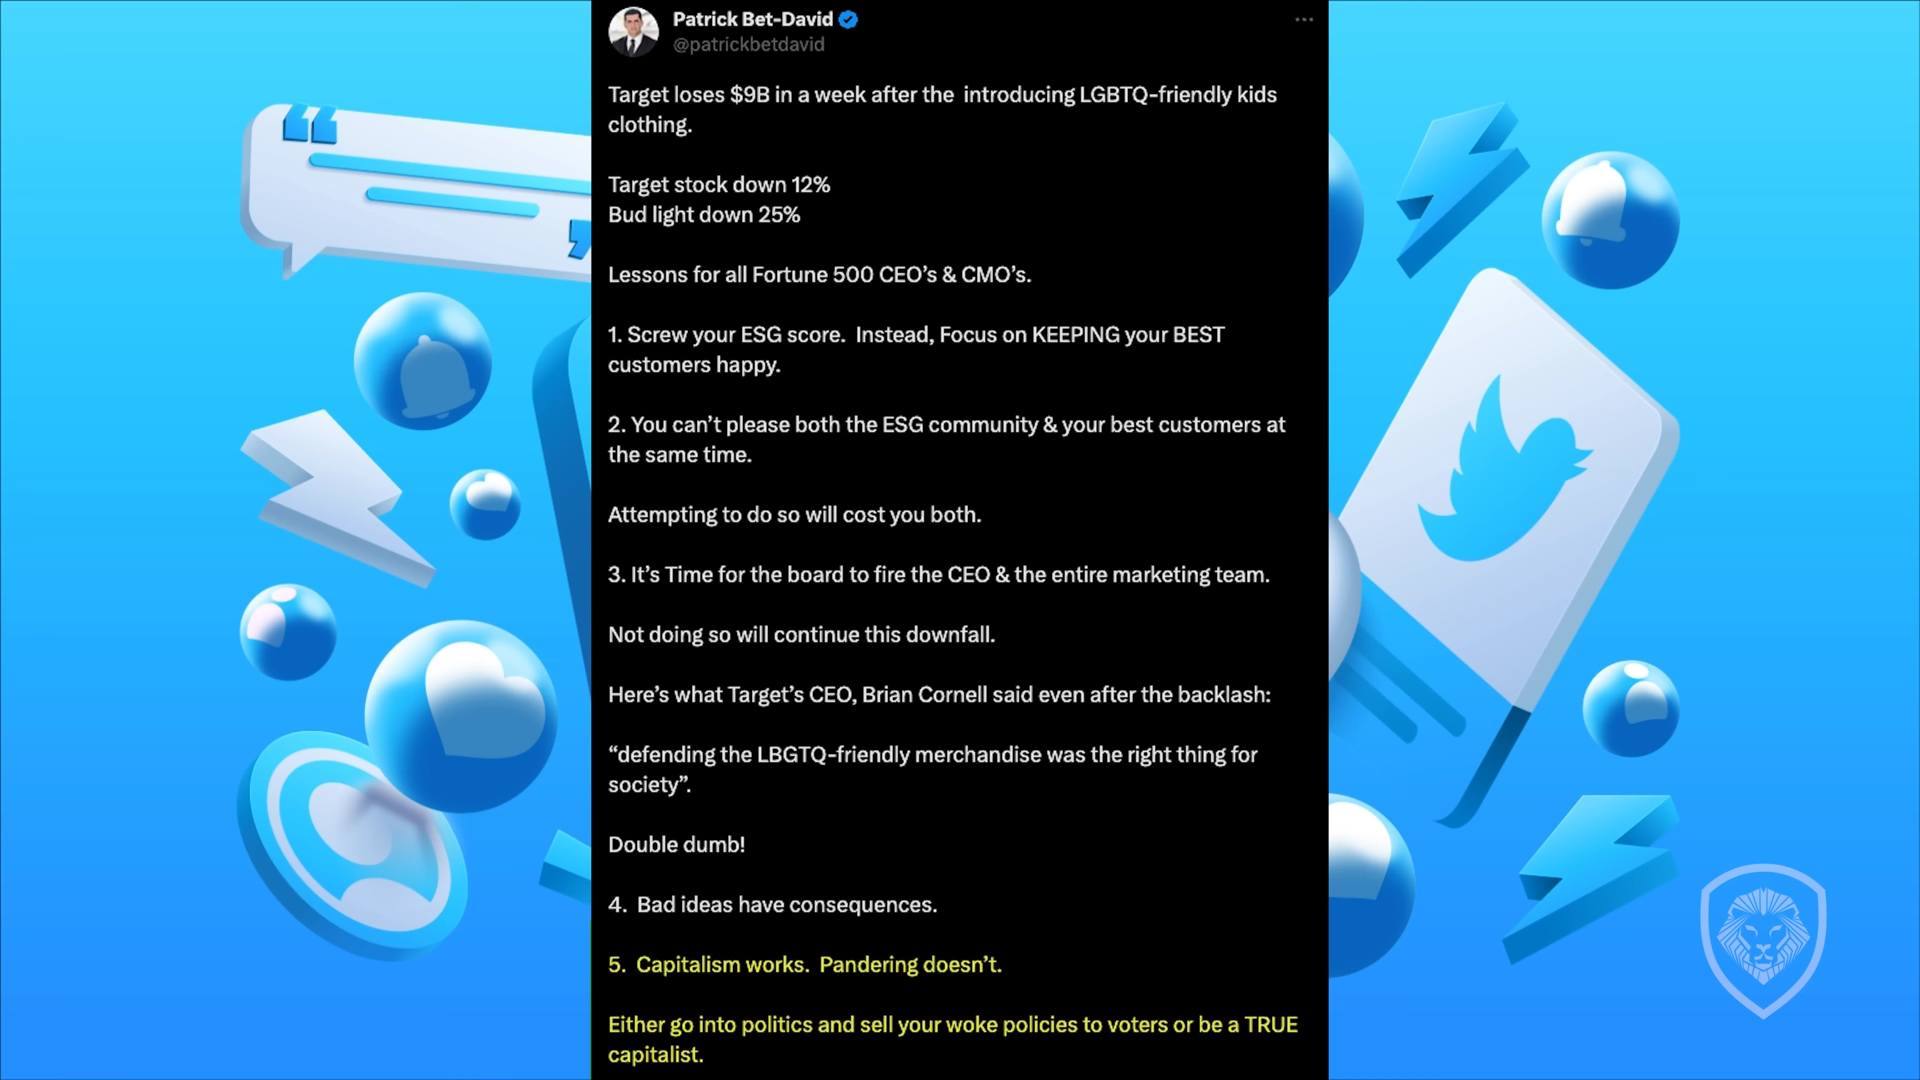 Patrick Bet-David
@patrickbetdavid
Target loses $9B in a week after the  introducing LGBTQ-friendly kids
clothing.
Target stock down 12%
Bud light down 25%
Lessons for all Fortune 500 CEO’s & CMO’s.
1. Screw your ESG score.  Instead, Focus on KEEPING your BEST
customers happy.
2. You can’t please both the ESG community & your best customers at
the same time.
Attempting to do so will cost you both.
3. It’s Time for the board to fire the CEO & the entire marketing team.
Not doing so will continue this downfall.
Here’s what Target’s CEO, Brian Cornell said even after the backlash:
“defending the LBGTQ-friendly merchandise was the right thing for
society”.
Double dumb!
4.  Bad ideas have consequences.
5.  Capitalism works.  Pandering doesn’t.
Either go into politics and sell your woke policies to voters or be a TRUE
capitalist.